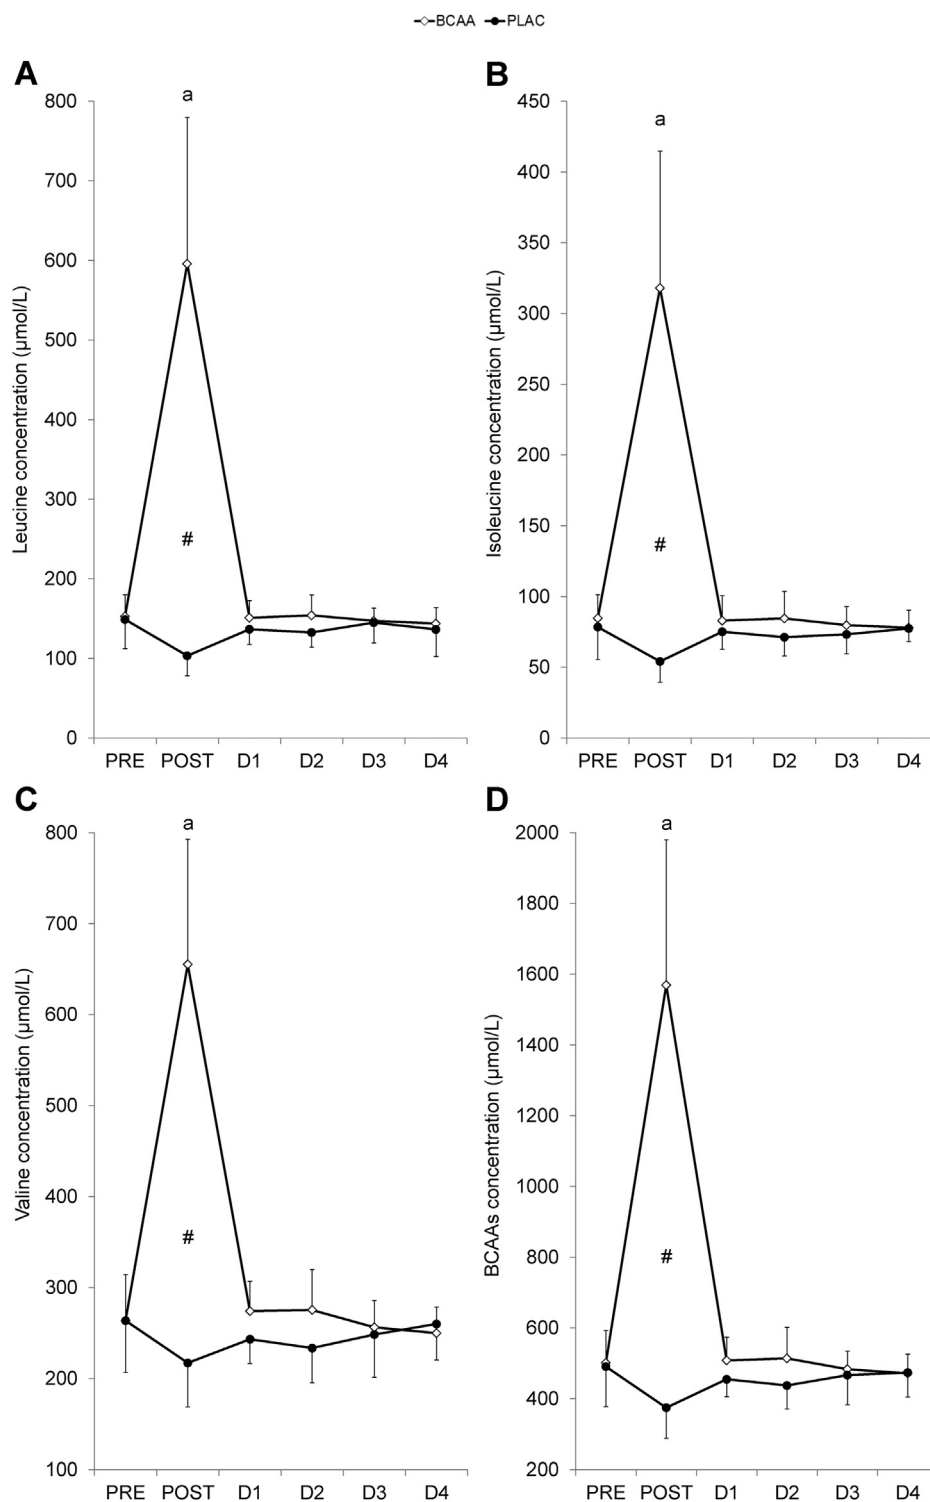 BCAA PLAC
A
Leucine concentration (µmol/L)
800
700
600
500
400
300
200
100
0
a
#
PRE POST D1 D2 D3 D4
B
Isoleucine concentration (µmol/L)
450
400
350
300
250
200
150
100
50
0
a
#
PRE POST D1 D2 D3 D4
C
Valine concentration (µmol/L)
800
700
600
500
400
300
200
100
a
#
PRE POST D1 D2 D3 D4
D
BCAAs concentration (µmol/L)
2000
1800
1600
1400
1200
1000
800
600
400
200
a
#
PRE POST D1 D2 D3 D4